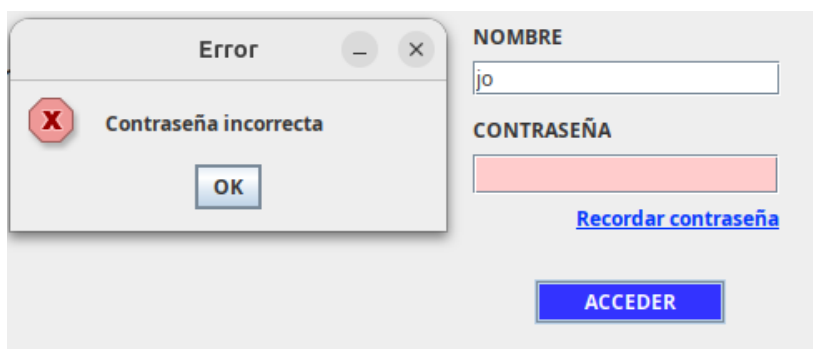 Error
Contraseña incorrecta
OK
NOMBRE
jo
CONTRASEÑA
Recordar contraseña
ACCEDER